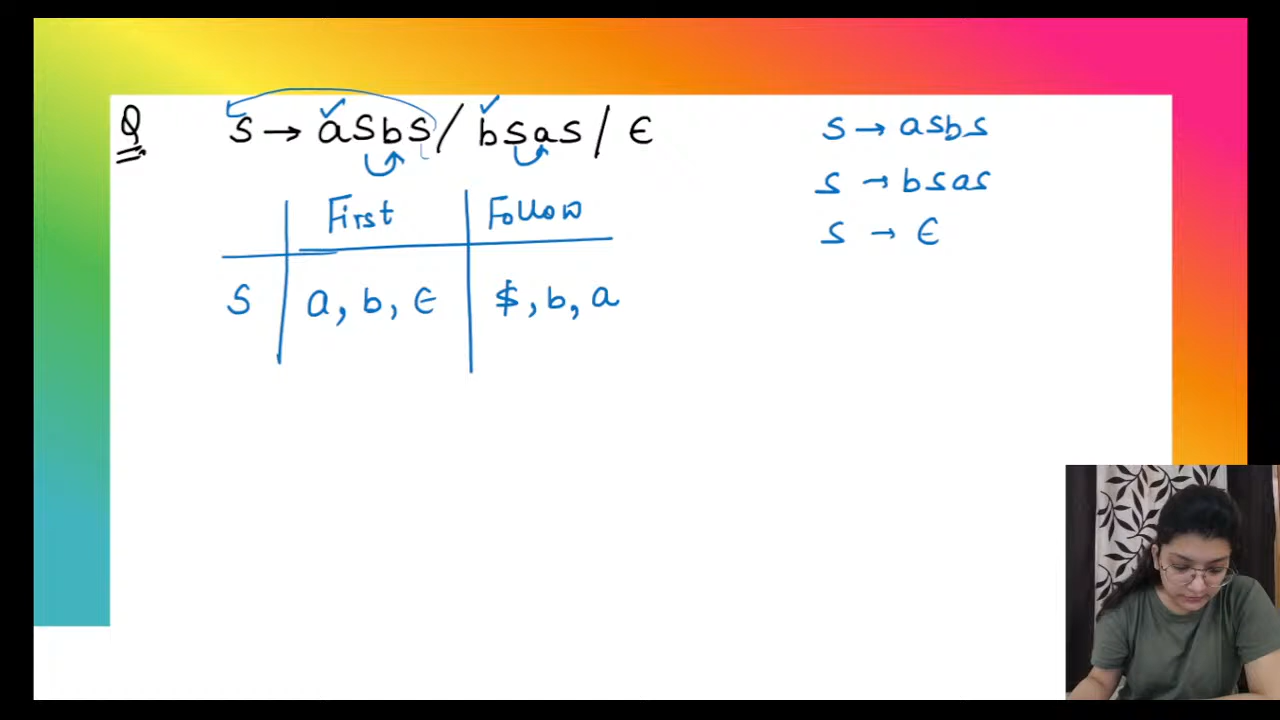 Q S → aSbS / bSaS / ϵ
S → aSbS
S → bSaS
S → ϵ
First Follow
S a, b, ϵ $, b, a